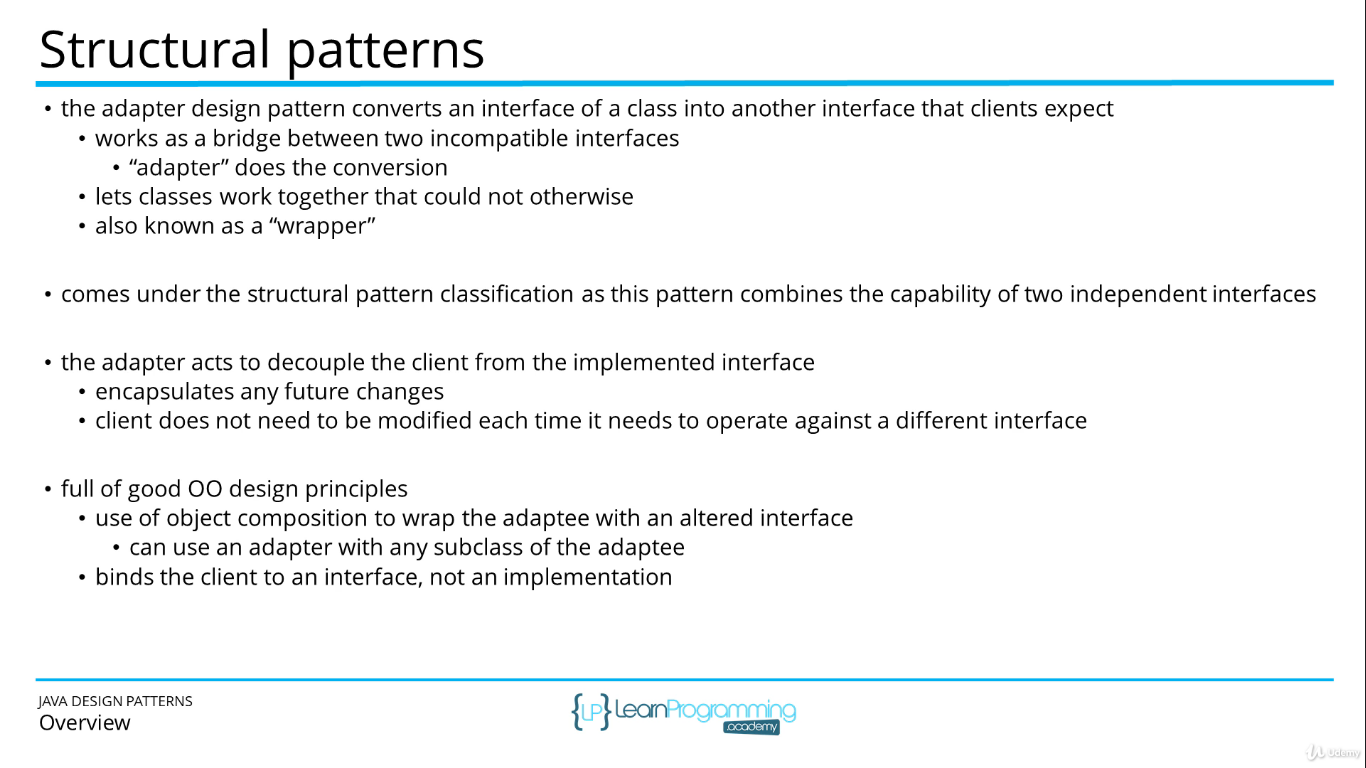 Structural patterns
• the adapter design pattern converts an interface of a class into another interface that clients expect
• works as a bridge between two incompatible interfaces
• “adapter” does the conversion
• lets classes work together that could not otherwise
• also known as a “wrapper”
• comes under the structural pattern classification as this pattern combines the capability of two independent interfaces
• the adapter acts to decouple the client from the implemented interface
• encapsulates any future changes
• client does not need to be modified each time it needs to operate against a different interface
• full of good OO design principles
• use of object composition to wrap the adaptee with an altered interface
• can use an adapter with any subclass of the adaptee
• binds the client to an interface, not an implementation
JAVA DESIGN PATTERNS
Overview
{LP} LearnProgramming
.academy
Udemy